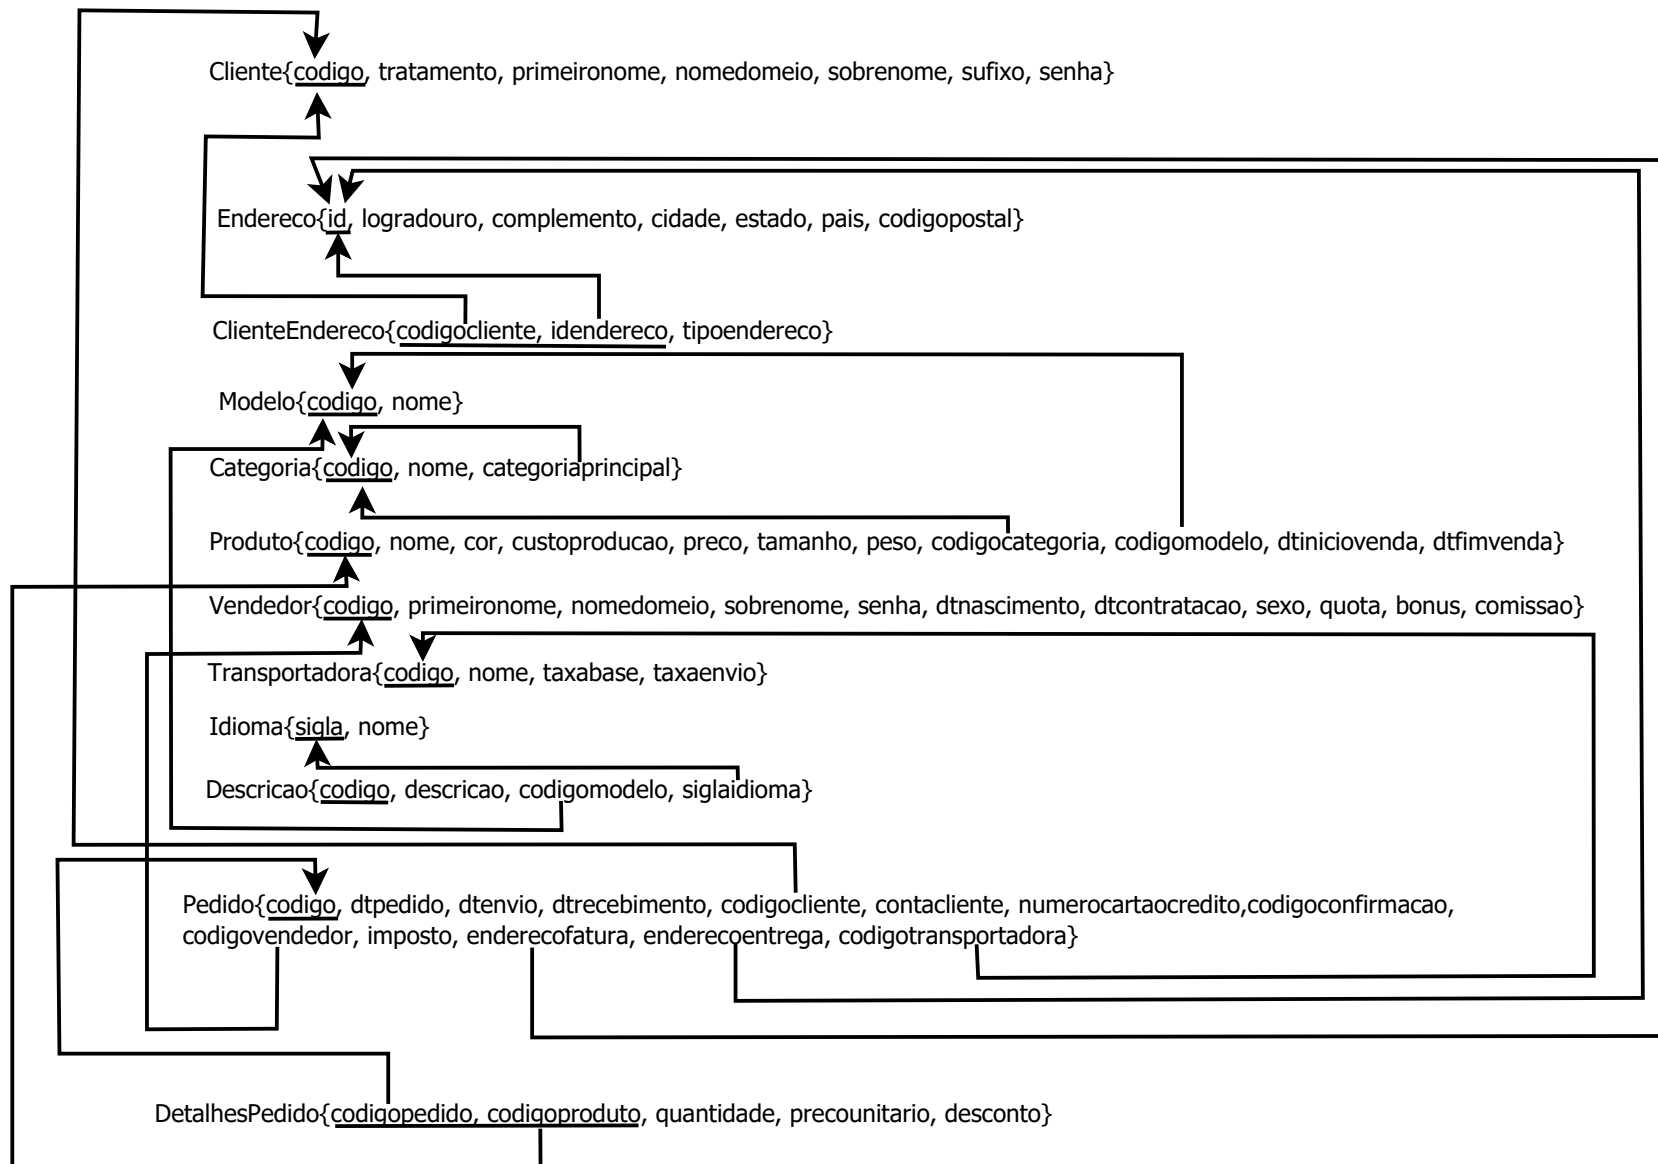 Cliente{codigo, tratamento, primeironome, nomedomeio, sobrenome, sufixo, senha}
Endereco{id, logradouro, complemento, cidade, estado, pais, codigopostal}
ClienteEndereco{codigocliente, idendereco, tipoendereco}
Modelo{codigo, nome}
Categoria{codigo, nome, categoriaprincipal}
Produto{codigo, nome, cor, custoproducao, preco, tamanho, peso, codigocategoria, codigomodelo, dtiniciovenda, dtfimvenda}
Vendedor{codigo, primeironome, nomedomeio, sobrenome, senha, dtnascimento, dtcontratacao, sexo, quota, bonus, comissao}
Transportadora{codigo, nome, taxabase, taxaenvio}
Idioma{sigla, nome}
Descricao{codigo, descricao, codigomodelo, siglaidioma}
Pedido{codigo, dtpedido, dtenvio, dtrecebimento, codigocliente, contacliente, numerocartaocredito,codigoconfirmacao,
codigovendedor, imposto, enderecofatura, enderecoentrega, codigotransportadora}
DetalhesPedido{codigopedido, codigoproduto, quantidade, precounitario, desconto}